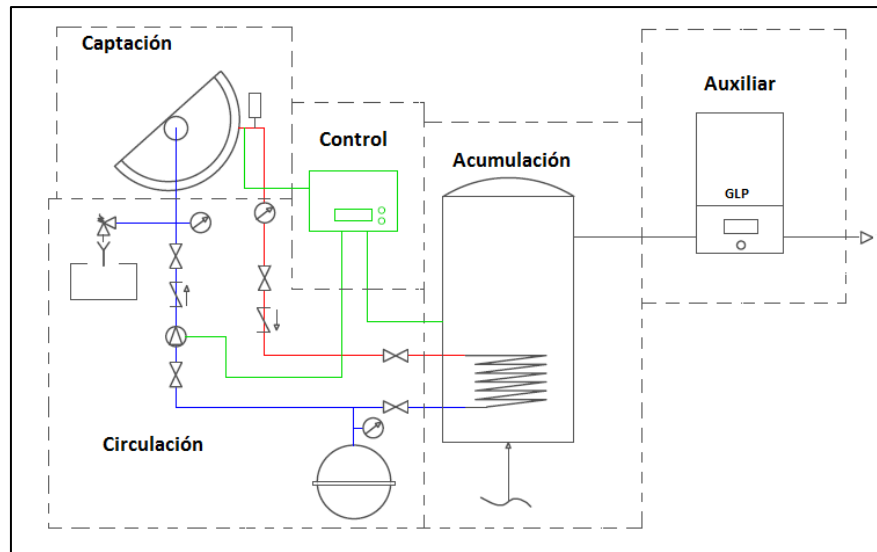 Captación
Auxiliar
Control
Acumulación
GLP
Circulación